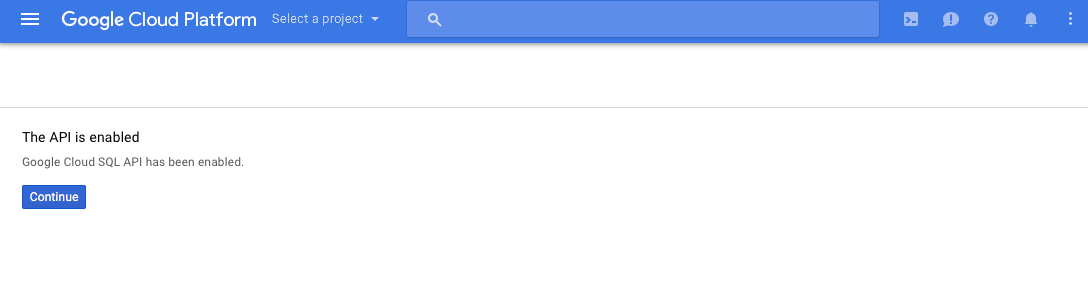 Google Cloud Platform Select a project
The API is enabled
Google Cloud SQL API has been enabled.
Continue